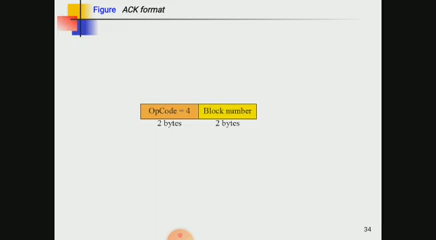 Figure ACK format
OpCode = 4 Block number
2 bytes 2 bytes
34